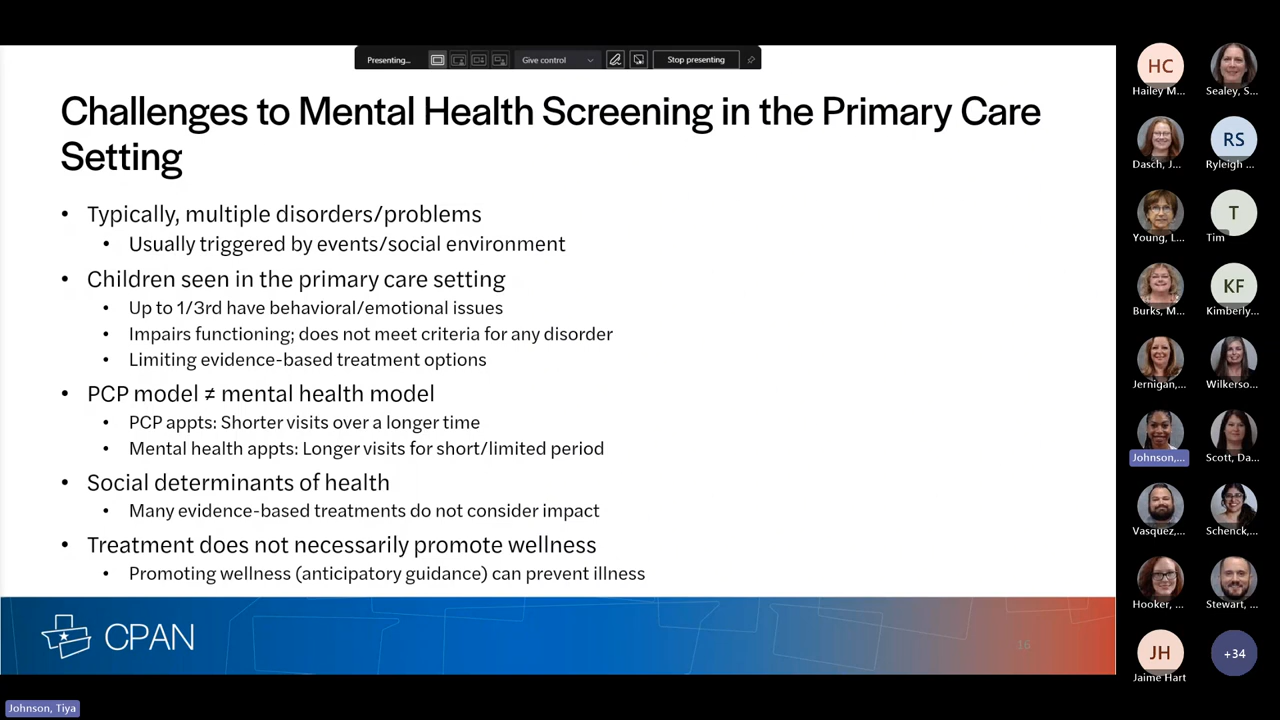 Presenting...
Give control
Stop presenting
Challenges to Mental Health Screening in the Primary Care
Setting
• Typically, multiple disorders/problems
• Usually triggered by events/social environment
• Children seen in the primary care setting
• Up to 1/3rd have behavioral/emotional issues
• Impairs functioning; does not meet criteria for any disorder
• Limiting evidence-based treatment options
• PCP model ≠ mental health model
• PCP appts: Shorter visits over a longer time
• Mental health appts: Longer visits for short/limited period
• Social determinants of health
• Many evidence-based treatments do not consider impact
• Treatment does not necessarily promote wellness
• Promoting wellness (anticipatory guidance) can prevent illness
CPAN
16
HC
Hailey M...
Sealey, S...
Dasch, J...
RS
Ryleigh ...
Young, L...
T
Tim
Burks, M...
KF
Kimberly...
Jernigan,...
Wilkerso...
Johnson,...
Scott, Da...
Vasquez,...
Schenck,...
Hooker, ...
Stewart, ...
JH
Jaime Hart
+34
Johnson, Tiya